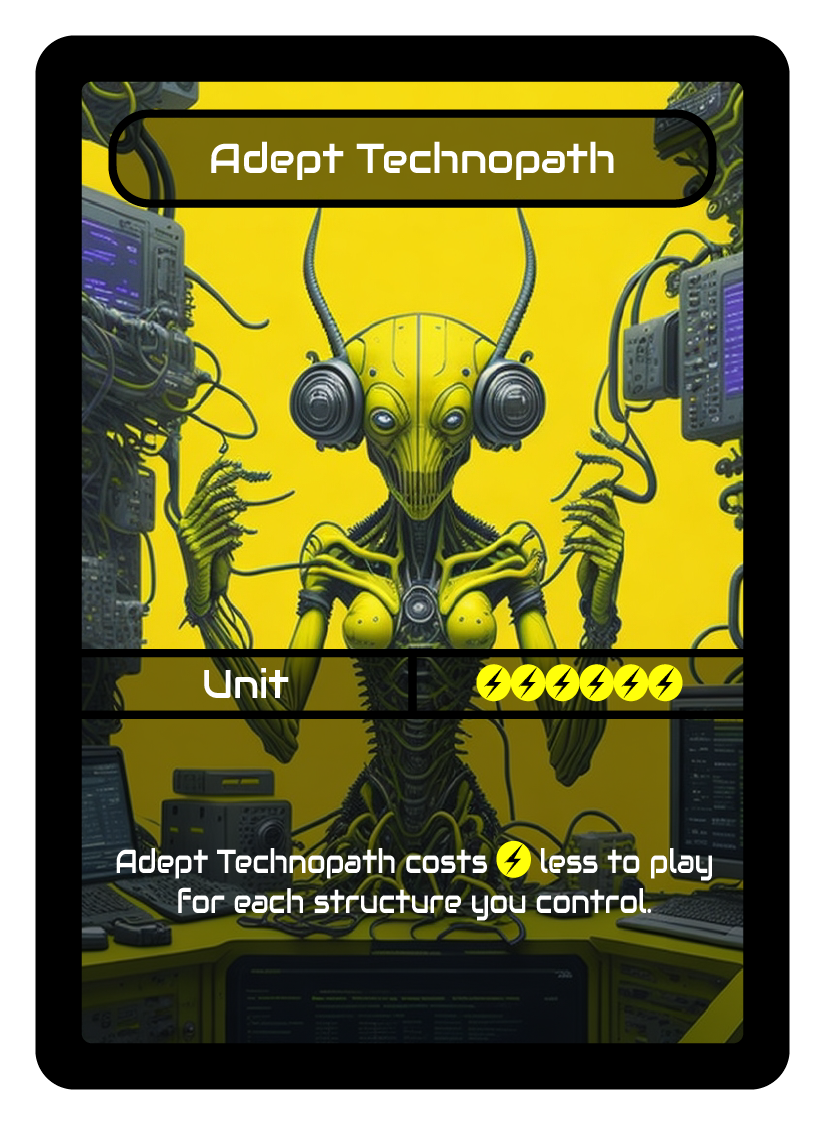 Adept Technopath
Unit
Adept Technopath costs less to play
for each structure you control.